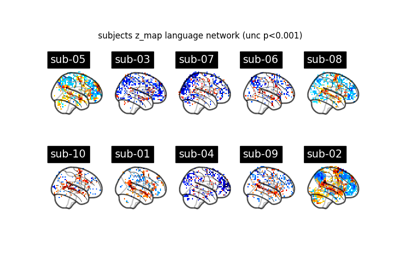 subjects z_map language network (unc p<0.001)
sub-05 sub-03 sub-07 sub-06 sub-08
sub-10 sub-01 sub-04 sub-09 sub-02